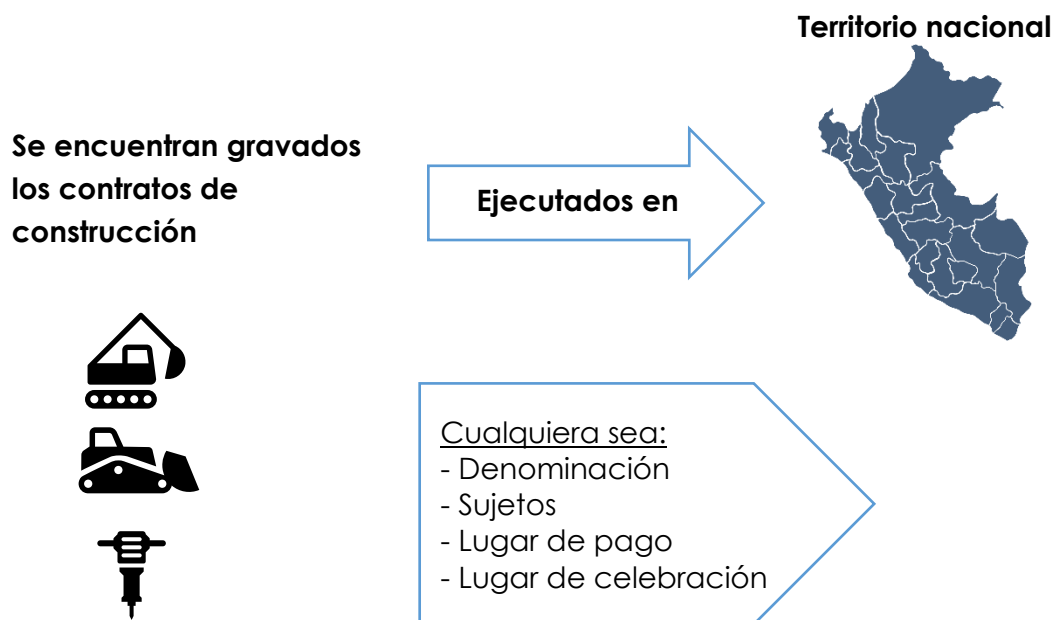 Territorio nacional
Se encuentran gravados
los contratos de
construcción
Ejecutados en
Cualquiera sea:
- Denominación
- Sujetos
- Lugar de pago
- Lugar de celebración